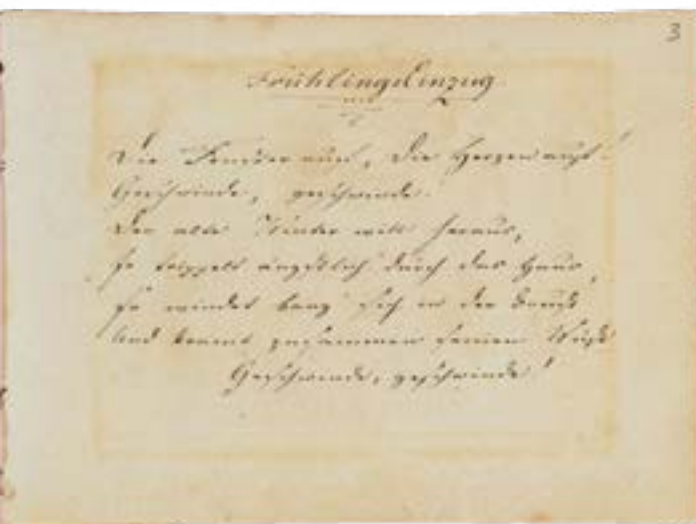 3
FrühlingsEinzug
Die Fenster auf, die Herzen auf!
Geschwinde, geschwinde!
Der alte Winter will heraus,
Er trippelt ängstlich durch das Haus,
Er windet bang sich in der Brust
Und kramt zusammen seinen Wust
Geschwinde, geschwinde!